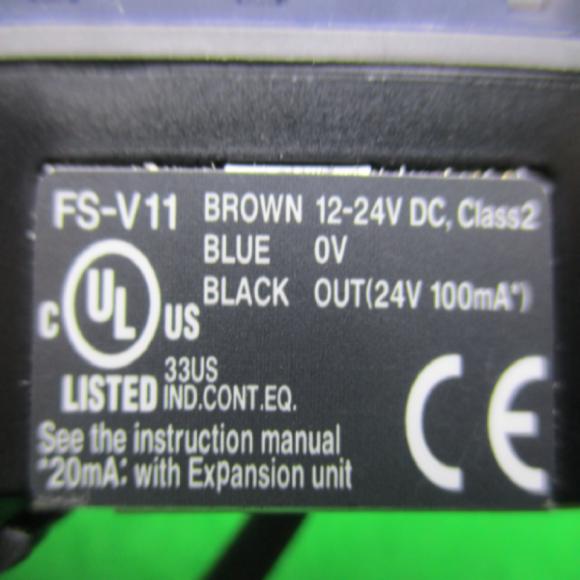 FS-V11
BROWN 12-24V DC, Class2
BLUE 0V
BLACK OUT(24V 100mA*)
C UL US
LISTED
33US
IND.CONT.EQ.
CE
See the instruction manual
*20mA: with Expansion unit